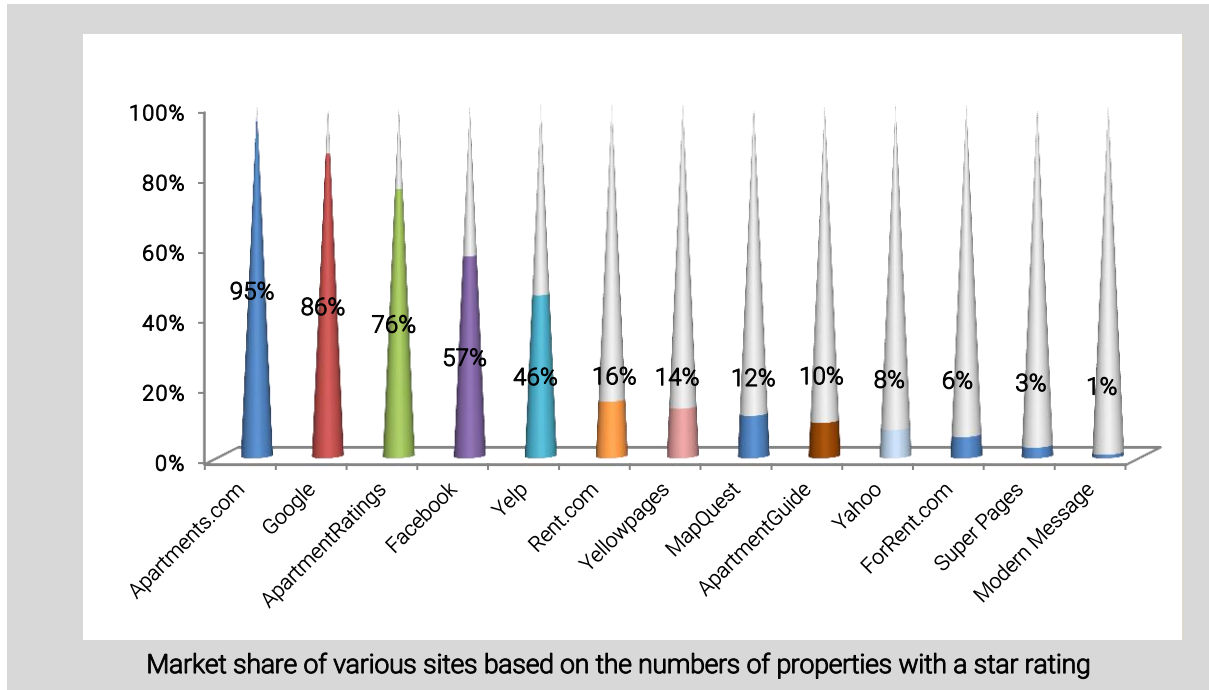 100%
80%
60%
40%
20%
0%
95%
86%
76%
57%
46%
16%
14%
12%
10%
8%
6%
3%
1%
Apartments.com
Google
ApartmentRatings
Facebook
Yelp
Rent.com
Yellowpages
MapQuest
ApartmentGuide
Yahoo
ForRent.com
Super Pages
Modern Message
Market share of various sites based on the numbers of properties with a star rating